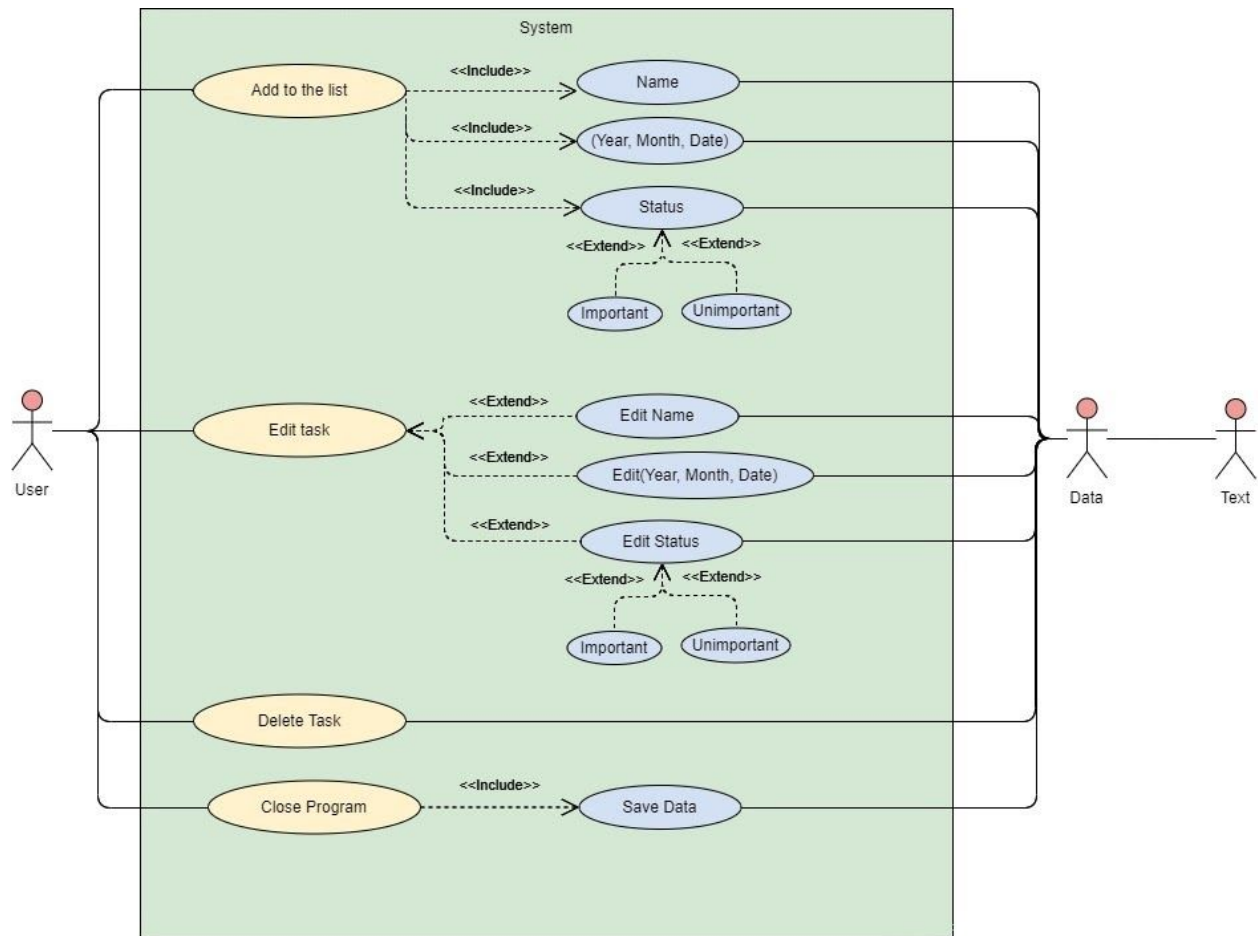 System
<<Include>>
Name
Add to the list
<<Include>>
(Year, Month, Date)
<<Include>>
Status
<<Extend>>
<<Extend>>
Important
Unimportant
<<Extend>>
Edit Name
Edit task
<<Extend>>
Edit(Year, Month, Date)
<<Extend>>
Edit Status
<<Extend>>
<<Extend>>
Important
Unimportant
User
Data
Text
Delete Task
<<Include>>
Close Program
Save Data